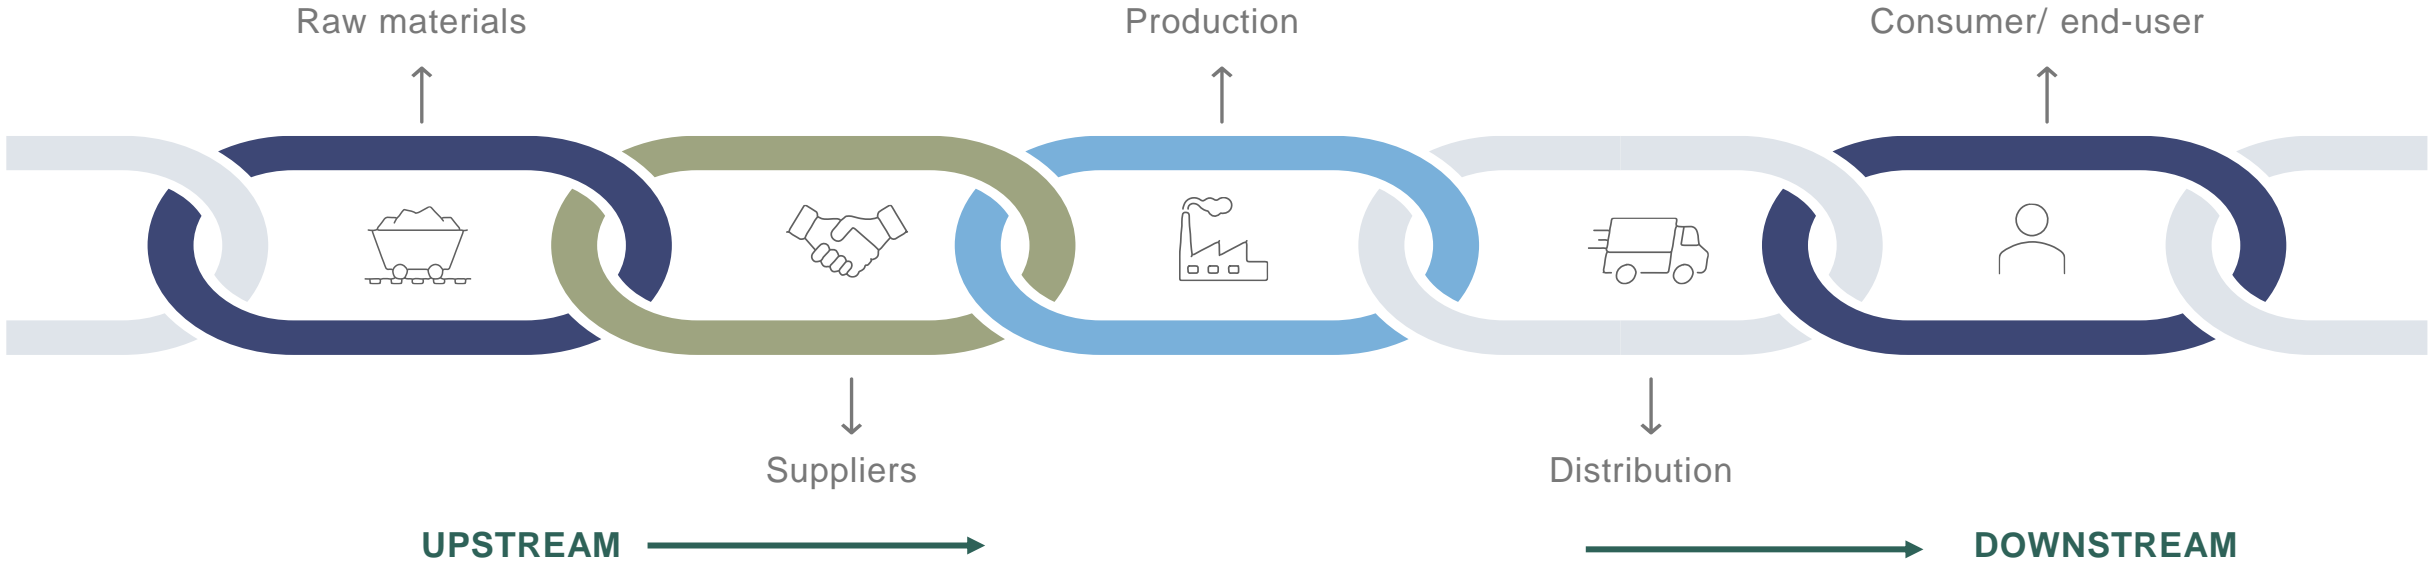 Raw materials
Production
Consumer/ end-user
Suppliers
Distribution
UPSTREAM
DOWNSTREAM